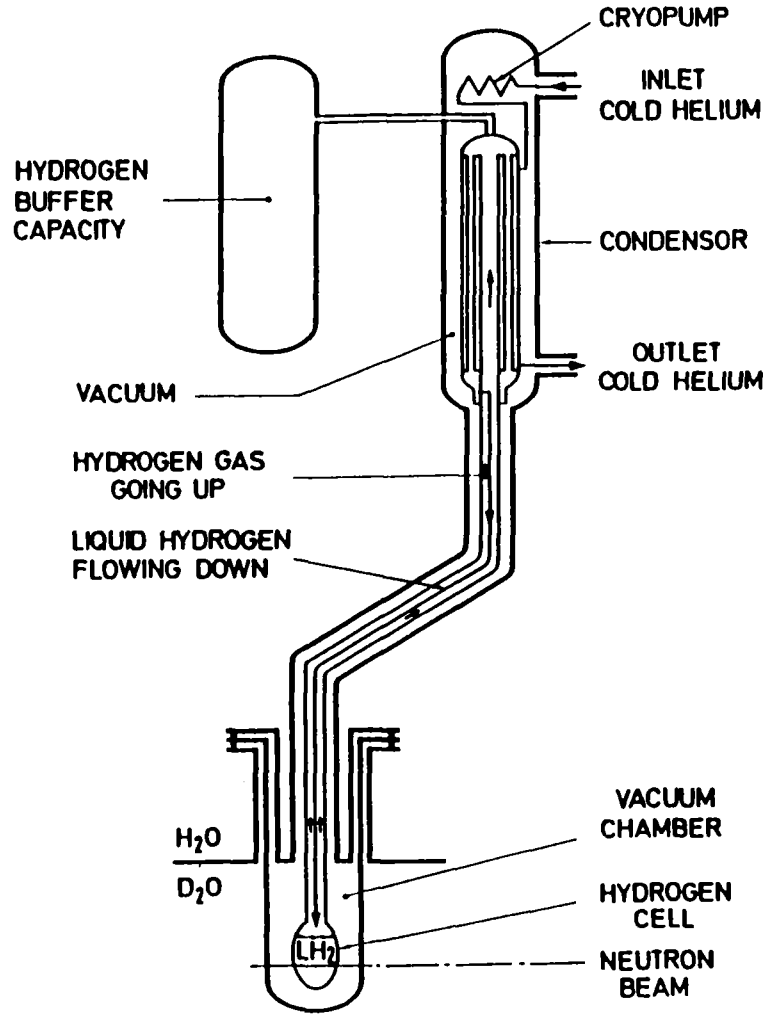 CRYOPUMP
INLET
COLD HELIUM
HYDROGEN
BUFFER
CAPACITY
CONDENSOR
OUTLET
COLD HELIUM
VACUUM
HYDROGEN GAS
GOING UP
LIQUID HYDROGEN
FLOWING DOWN
VACUUM
CHAMBER
H₂O
D₂O
HYDROGEN
CELL
LH₂
NEUTRON
BEAM